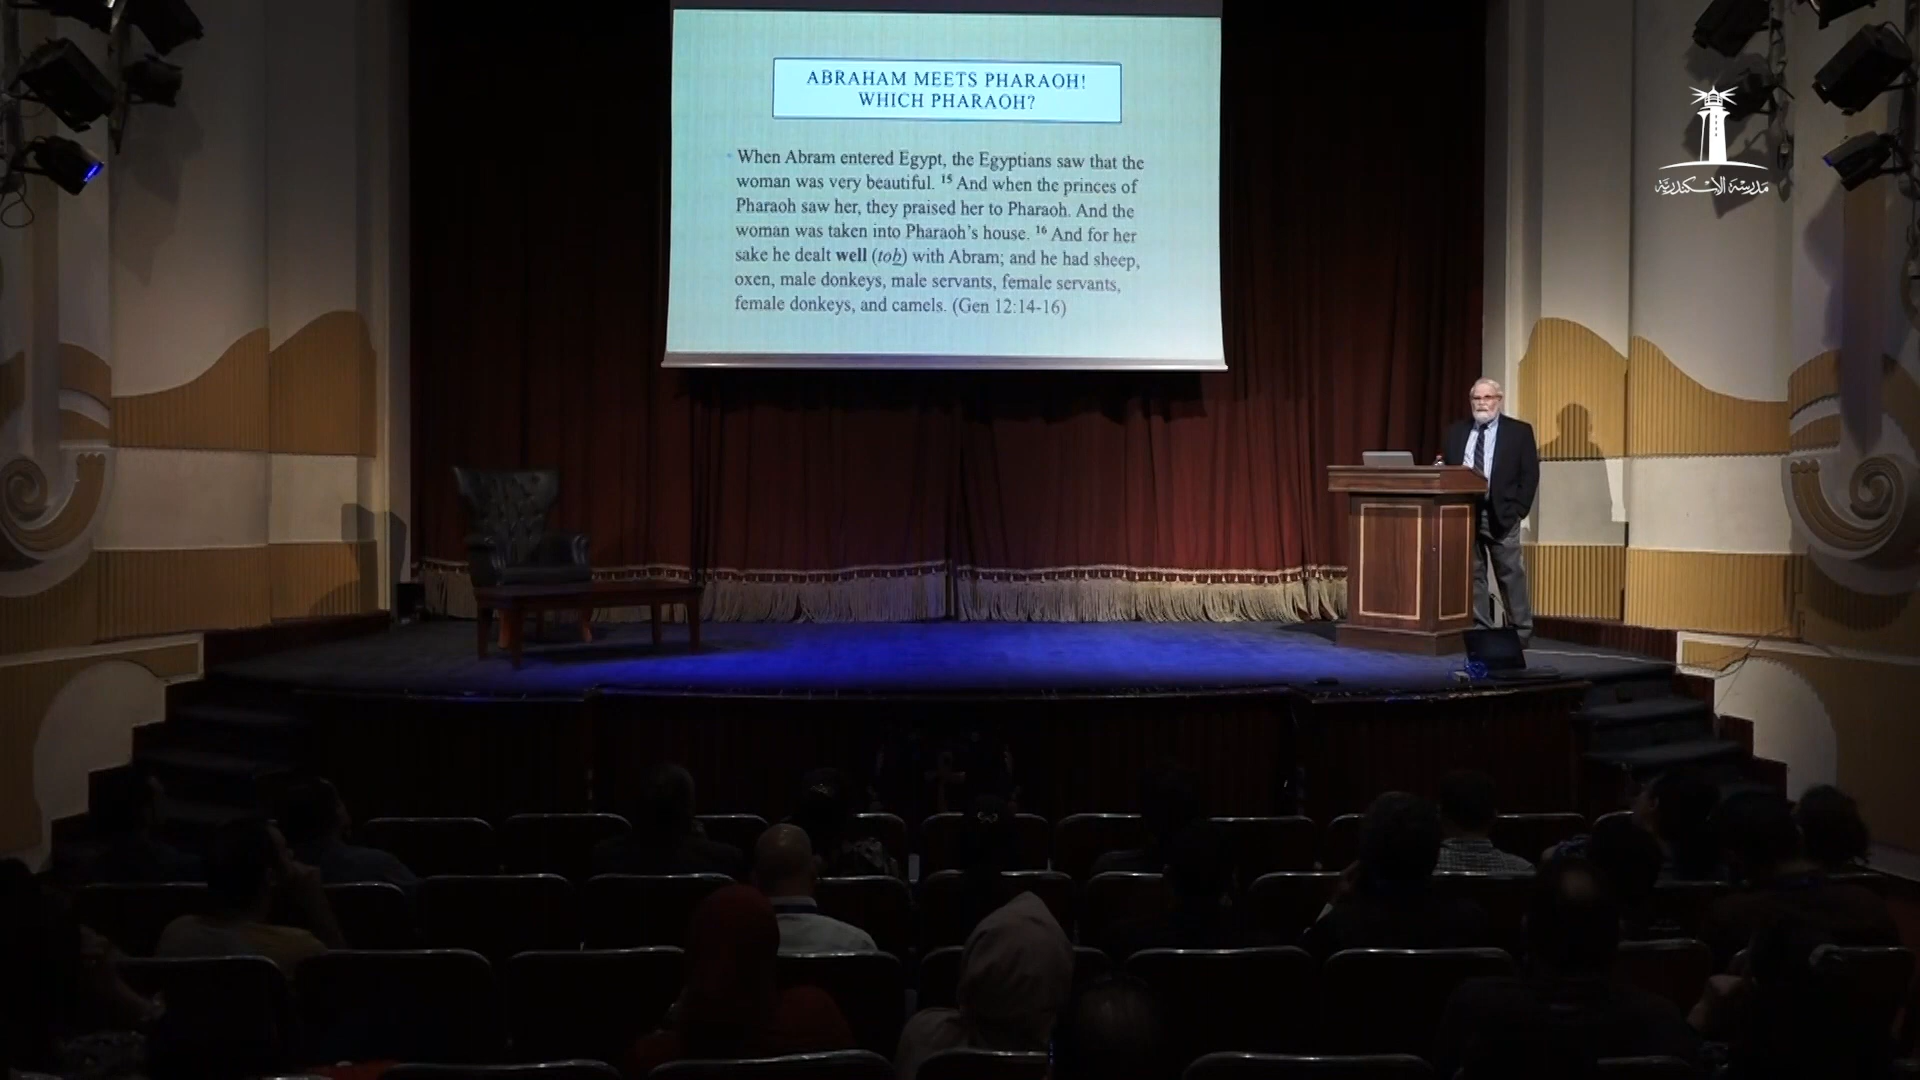 ABRAHAM MEETS PHARAOH!
WHICH PHARAOH?
When Abram entered Egypt, the Egyptians saw that the
woman was very beautiful. ¹⁵ And when the princes of
Pharaoh saw her, they praised her to Pharaoh. And the
woman was taken into Pharaoh's house. ¹⁶ And for her
sake he dealt well (toḇ) with Abram; and he had sheep,
oxen, male donkeys, male servants, female servants,
female donkeys, and camels. (Gen 12:14-16)
مدرسة الإسكندرية